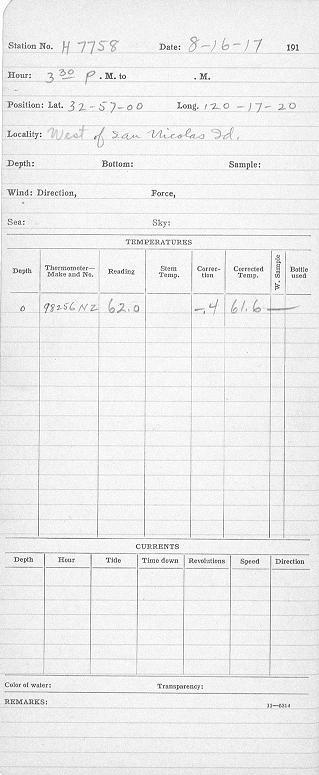 Station No. H 7758 Date: 8-16-17 191
Hour: 3 30 P. M. to . M.
Position: Lat. 32-57-00 Long. 120-17-20
Locality: West of San Nicolas Id.
Depth: Bottom: Sample:
Wind: Direction, Force,
Sea: Sky:
TEMPERATURES
Depth Thermometer—Make and No. Reading Stem Temp. Correction Corrected Temp. W. Sample Bottle used
0 98256 NZ 62.0 -.4 61.6 —
CURRENTS
Depth Hour Tide Time down Revolutions Speed Direction
Color of water: Transparency:
REMARKS: 11—6314